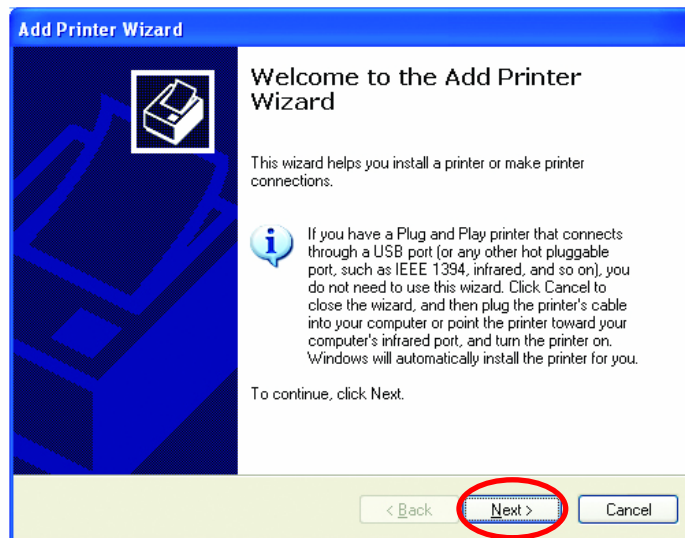 Add Printer Wizard
Welcome to the Add Printer
Wizard
This wizard helps you install a printer or make printer
connections.
If you have a Plug and Play printer that connects
through a USB port (or any other hot pluggable
port, such as IEEE 1394, infrared, and so on), you
do not need to use this wizard. Click Cancel to
close the wizard, and then plug the printer's cable
into your computer or point the printer toward your
computer's infrared port, and turn the printer on.
Windows will automatically install the printer for you.
To continue, click Next.
< Back Next > Cancel